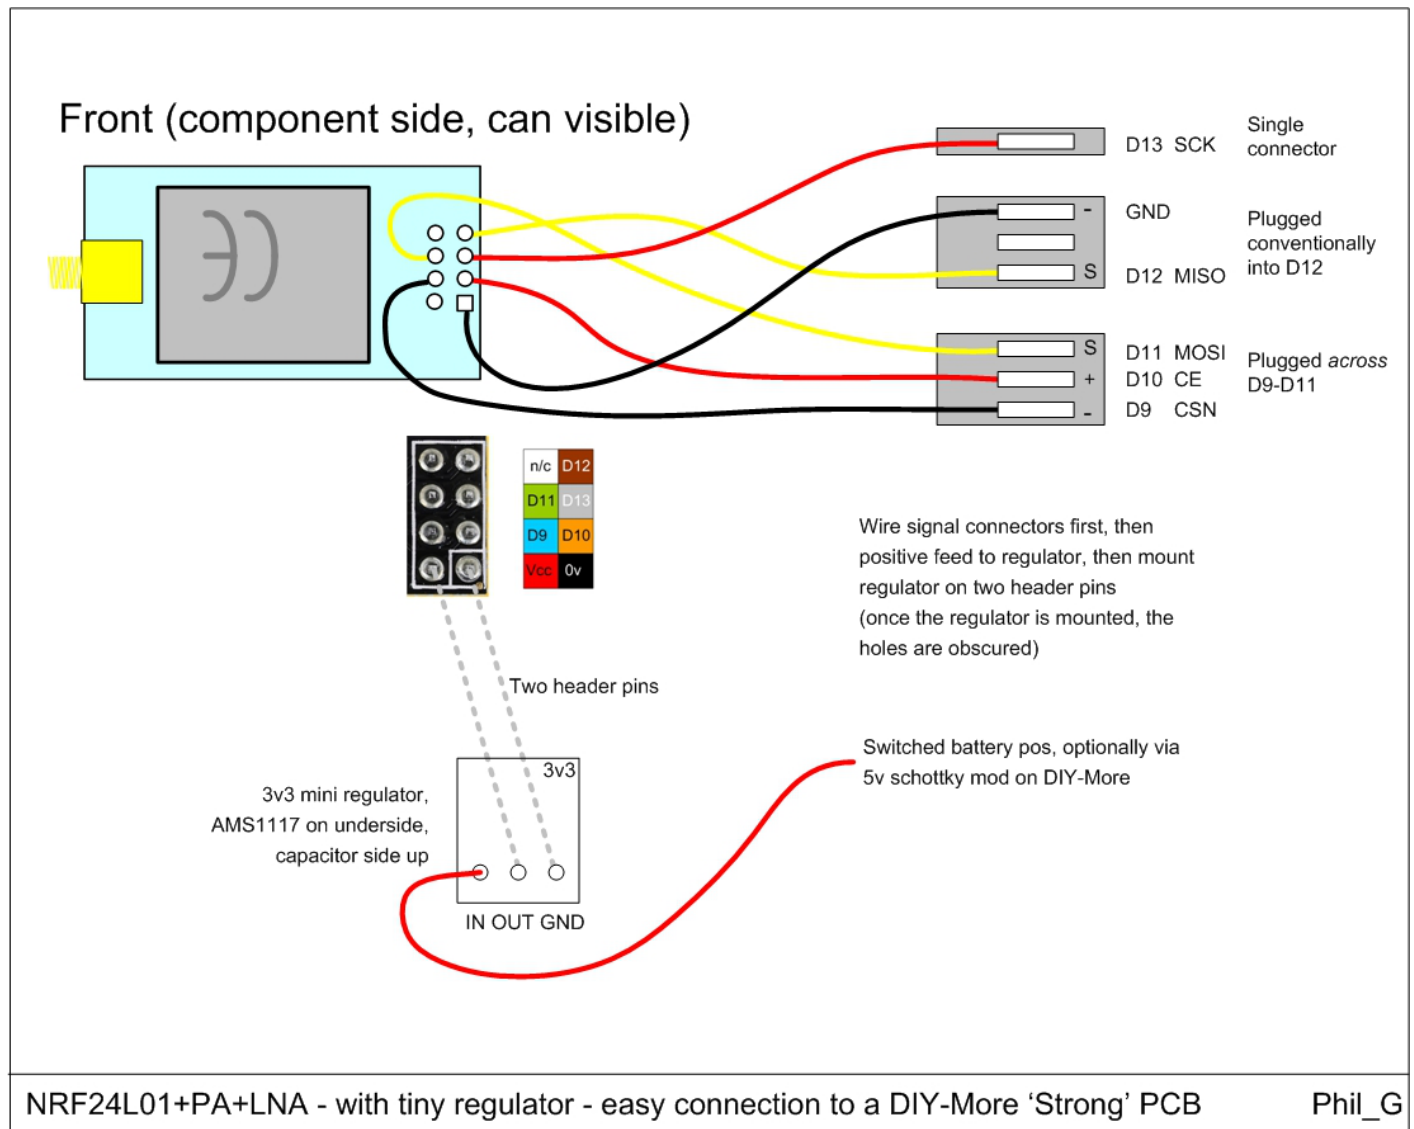 Front (component side, can visible)
D13 SCK
Single
connector
-
GND
S
D12 MISO
Plugged
conventionally
into D12
S
D11 MOSI
+
D10 CE
-
D9 CSN
Plugged across
D9-D11
n/c D12
D11 D13
D9 D10
Vcc 0v
Wire signal connectors first, then
positive feed to regulator, then mount
regulator on two header pins
(once the regulator is mounted, the
holes are obscured)
Two header pins
Switched battery pos, optionally via
5v schottky mod on DIY-More
3v3
3v3 mini regulator,
AMS1117 on underside,
capacitor side up
IN OUT GND
NRF24L01+PA+LNA - with tiny regulator - easy connection to a DIY-More ‘Strong’ PCB
Phil_G